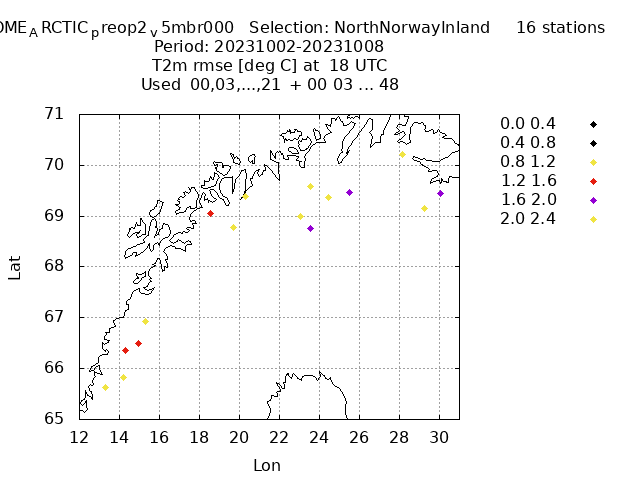 OME_ARCTIC_preop2_v5mbr000 Selection: NorthNorwayInland 16 stations
Period: 20231002-20231008
T2m rmse [deg C] at 18 UTC
Used 00,03,...,21 + 00 03 ... 48
71
70
69
68
67
66
65
12 14 16 18 20 22 24 26 28 30
Lat
Lon
0.0 0.4
0.4 0.8
0.8 1.2
1.2 1.6
1.6 2.0
2.0 2.4